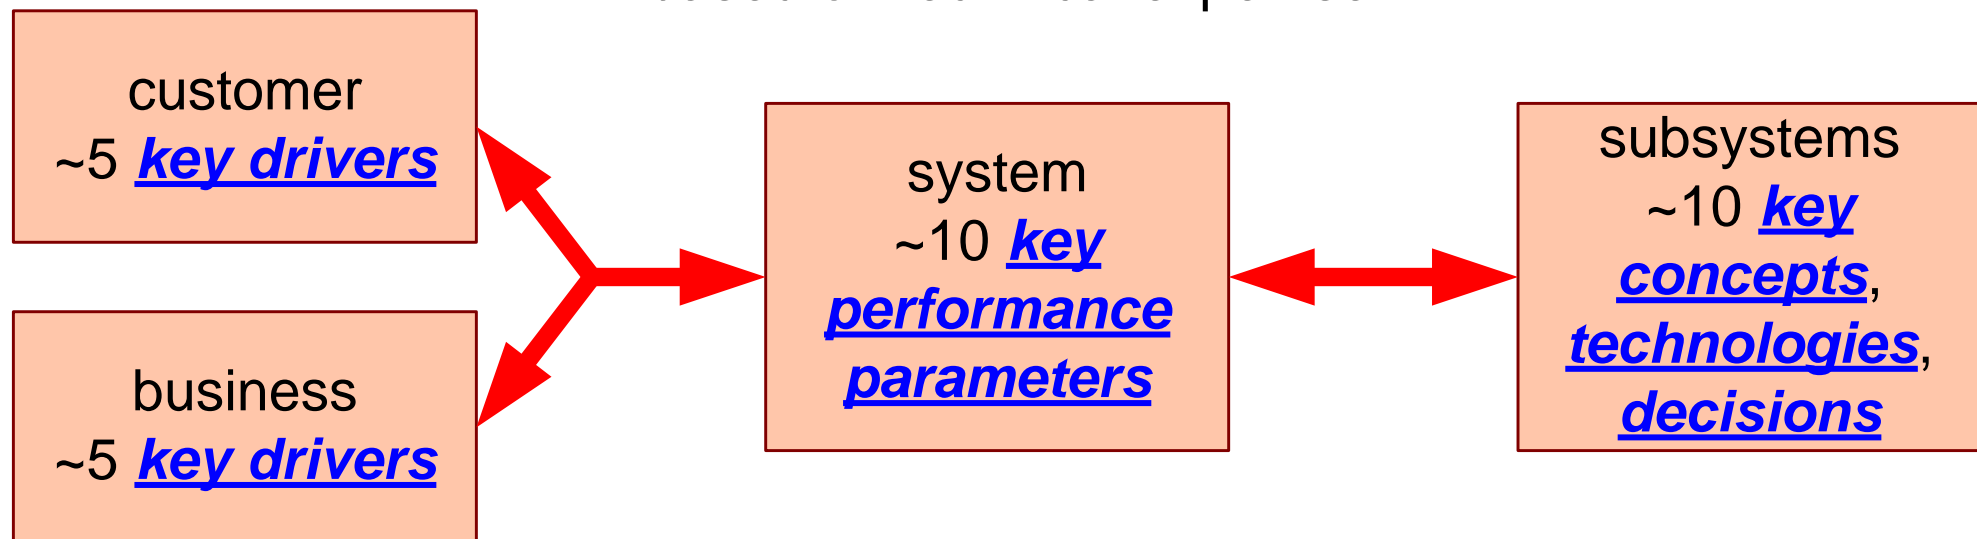 customer
~5 key drivers
business
~5 key drivers
system
~10 key
performance
parameters
subsystems
~10 key
concepts,
technologies,
decisions